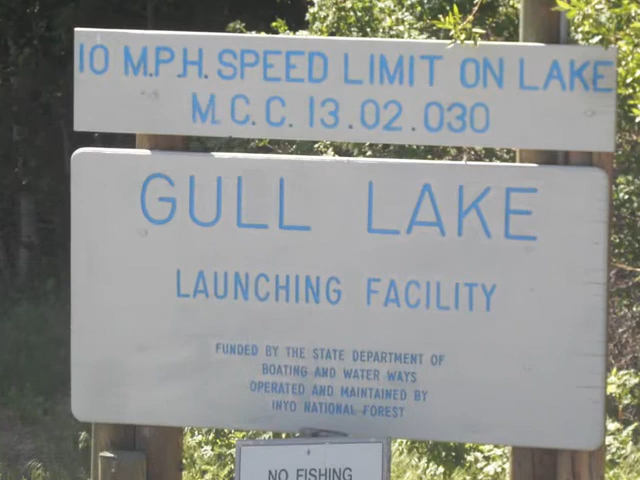 10 M.P.H. SPEED LIMIT ON LAKE
M.C.C. 13.02.030
GULL LAKE
LAUNCHING FACILITY
FUNDED BY THE STATE DEPARTMENT OF
BOATING AND WATER WAYS
OPERATED AND MAINTAINED BY
INYO NATIONAL FOREST
NO FISHING